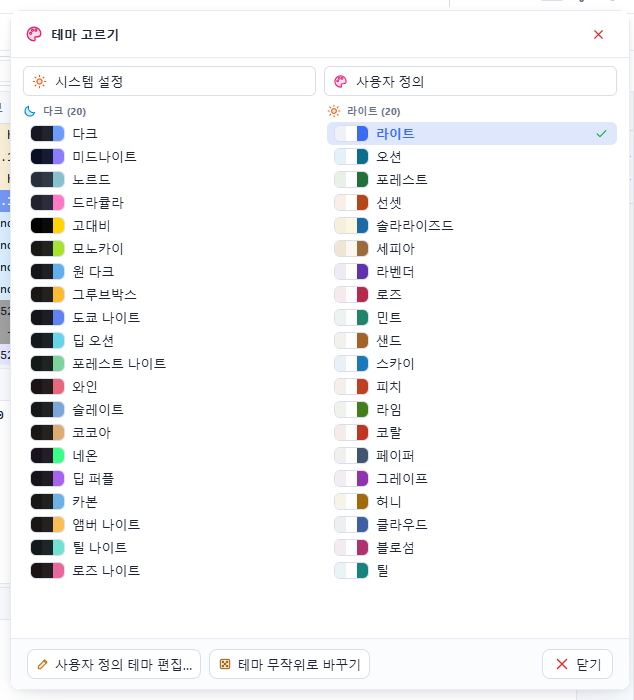 테마 고르기
시스템 설정
사용자 정의
다크 (20)
다크
미드나이트
노르드
드라큘라
고대비
모노카이
원 다크
그루브박스
도쿄 나이트
딥 오션
포레스트 나이트
와인
슬레이트
코코아
네온
딥 퍼플
카본
앰버 나이트
틸 나이트
로즈 나이트
라이트 (20)
라이트
오션
포레스트
선셋
솔라라이즈드
세피아
라벤더
로즈
민트
샌드
스카이
피치
라임
코랄
페이퍼
그레이프
허니
클라우드
블로섬
틸
사용자 정의 테마 편집...
테마 무작위로 바꾸기
닫기